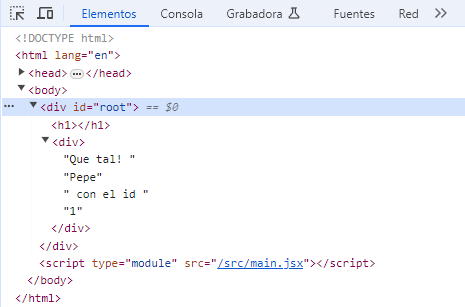 Elementos Consola Grabadora Fuentes Red
<!DOCTYPE html>
<html lang="en">
<head> ••• </head>
<body>
••• <div id="root"> == $0
<h1></h1>
<div>
"Que tal! "
"Pepe"
" con el id "
"1"
</div>
</div>
<script type="module" src="/src/main.jsx"></script>
</body>
</html>